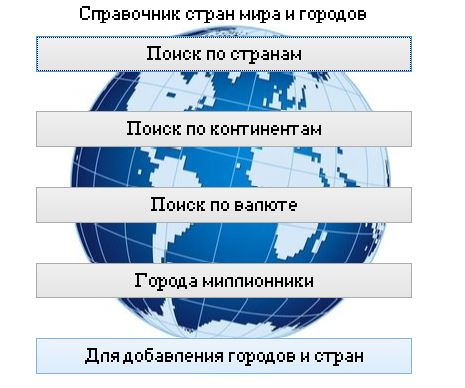 Справочник стран мира и городов
Поиск по странам
Поиск по континентам
Поиск по валюте
Города миллионники
Для добавления городов и стран